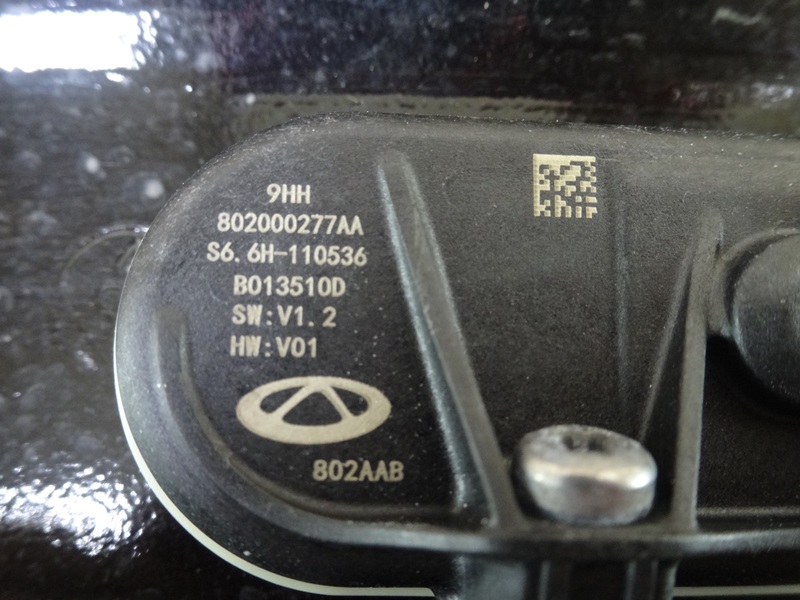 9HH
802000277AA
S6.6H-110536
B013510D
SW:V1.2
HW:V01
802AAB